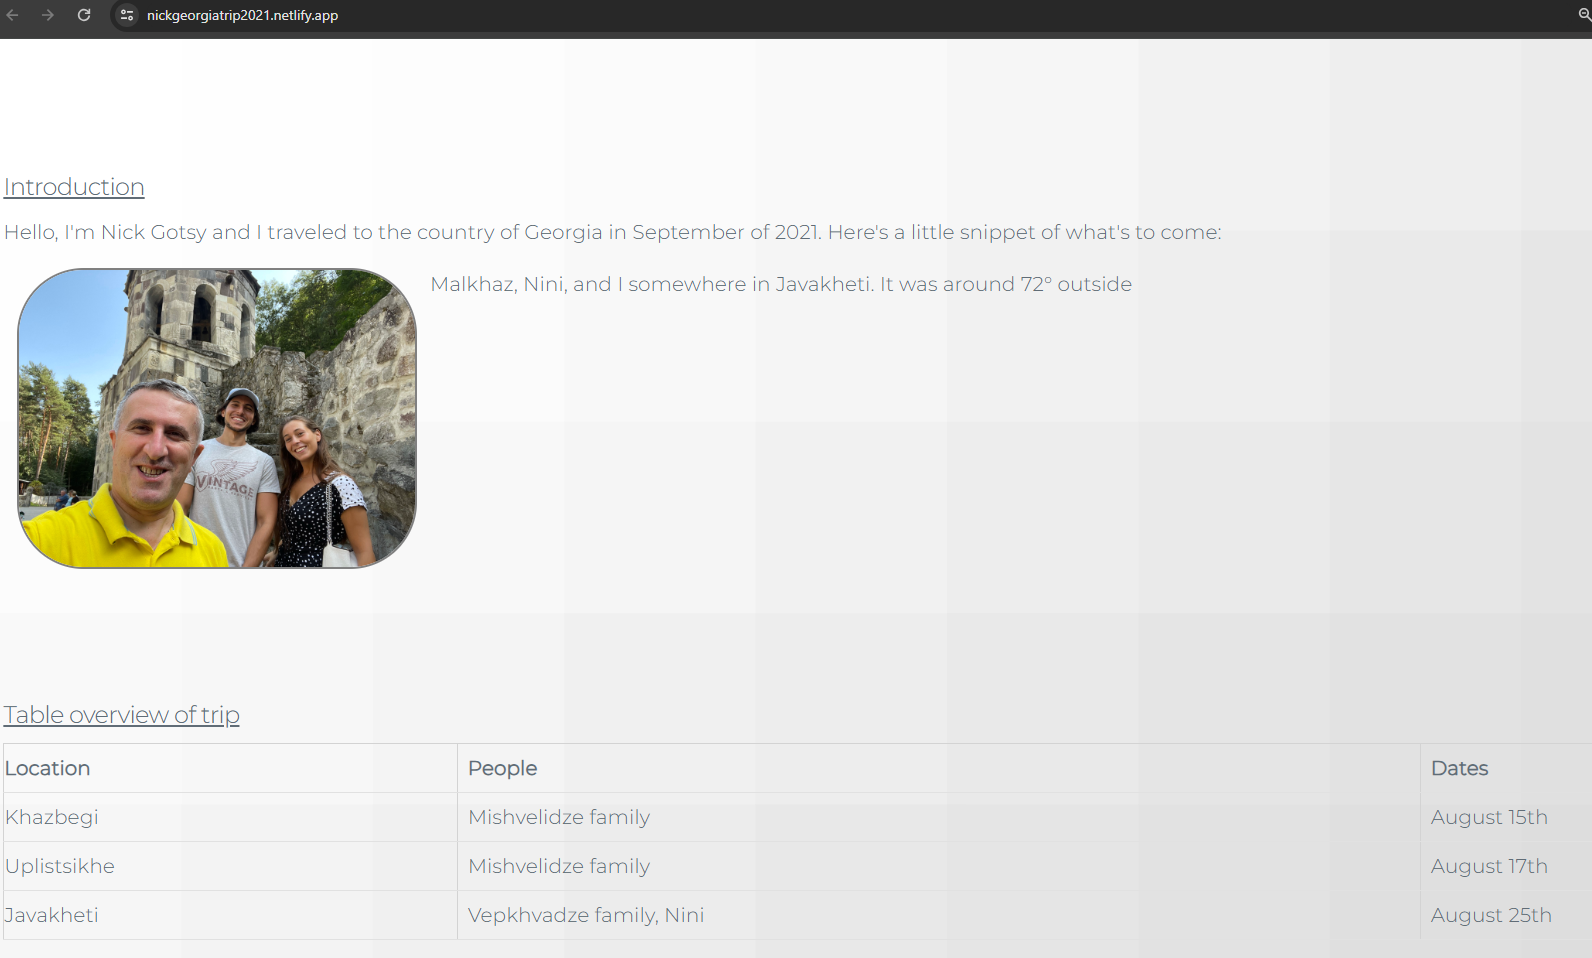 nickgeorgiatrip2021.netlify.app
Introduction
Hello, I'm Nick Gotsy and I traveled to the country of Georgia in September of 2021. Here's a little snippet of what's to come:
Malkhaz, Nini, and I somewhere in Javakheti. It was around 72° outside
VINTAGE
Table overview of trip
Location People Dates
Khazbegi Mishvelidze family August 15th
Uplistsikhe Mishvelidze family August 17th
Javakheti Vepkhvadze family, Nini August 25th